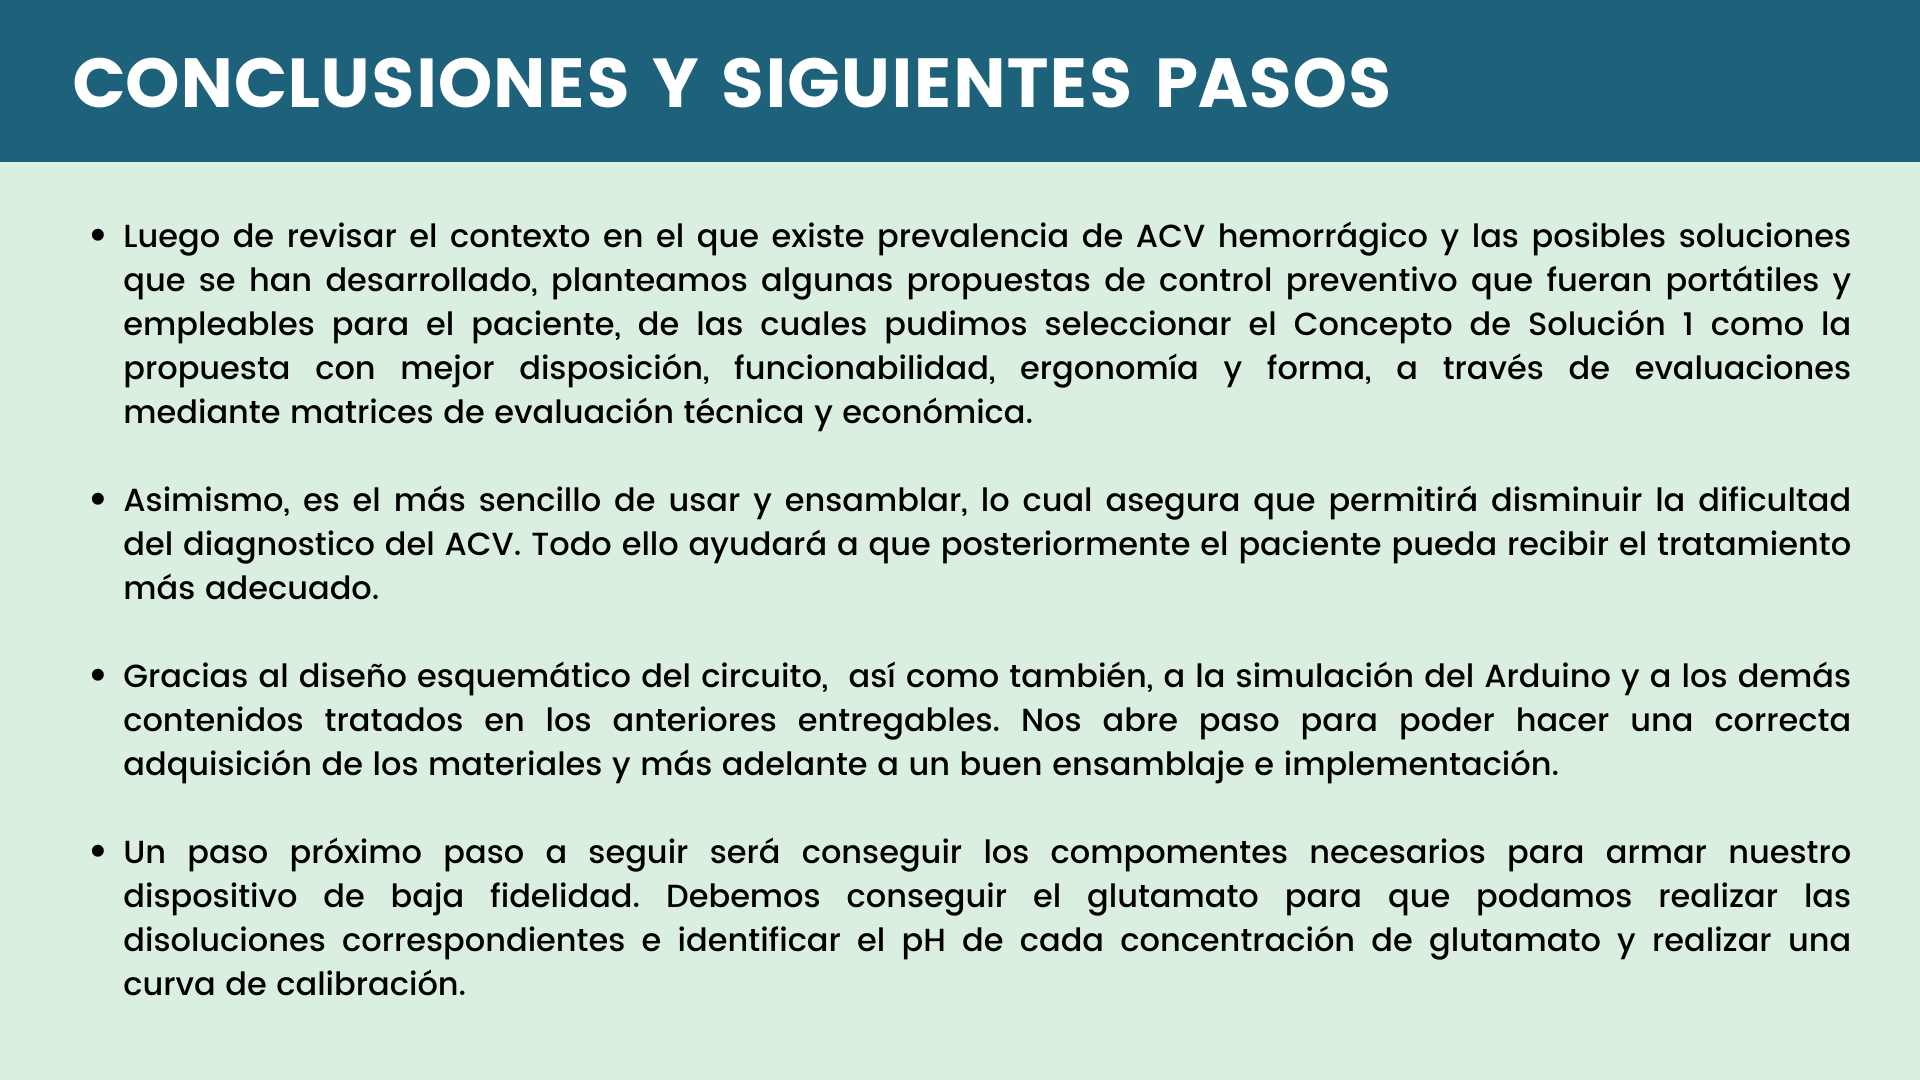 CONCLUSIONES Y SIGUIENTES PASOS
• Luego de revisar el contexto en el que existe prevalencia de ACV hemorrágico y las posibles soluciones
que se han desarrollado, planteamos algunas propuestas de control preventivo que fueran portátiles y
empleables para el paciente, de las cuales pudimos seleccionar el Concepto de Solución 1 como la
propuesta con mejor disposición, funcionabilidad, ergonomía y forma, a través de evaluaciones
mediante matrices de evaluación técnica y económica.
• Asimismo, es el más sencillo de usar y ensamblar, lo cual asegura que permitirá disminuir la dificultad
del diagnostico del ACV. Todo ello ayudará a que posteriormente el paciente pueda recibir el tratamiento
más adecuado.
• Gracias al diseño esquemático del circuito,  así como también, a la simulación del Arduino y a los demás
contenidos tratados en los anteriores entregables. Nos abre paso para poder hacer una correcta
adquisición de los materiales y más adelante a un buen ensamblaje e implementación.
• Un paso próximo paso a seguir será conseguir los compomentes necesarios para armar nuestro
dispositivo de baja fidelidad. Debemos conseguir el glutamato para que podamos realizar las
disoluciones correspondientes e identificar el pH de cada concentración de glutamato y realizar una
curva de calibración.